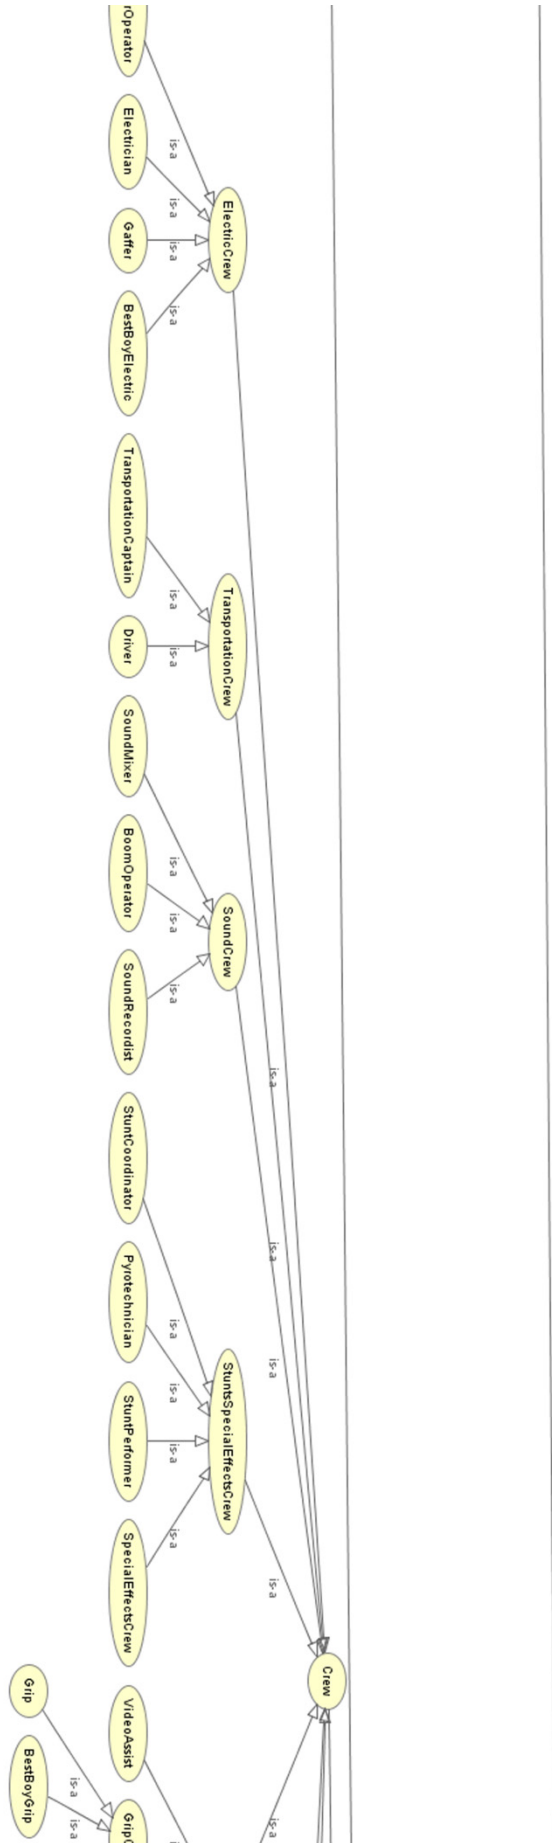 rOperator
is-a
Electrician
is-a
Gaffer
is-a
ElectricCrew
BestBoyElectric
is-a
TransportationCaptain
is-a
TransportationCrew
Driver
is-a
SoundMixer
is-a
BoomOperator
is-a
SoundCrew
SoundRecordist
is-a
is-a
StuntCoordinator
is-a
is-a
Pyrotechnician
is-a
is-a
StuntPerformer
is-a
StuntsSpecialEffectsCrew
SpecialEffectsCrew
is-a
is-a
Crew
Grip
is-a
VideoAssist
BestBoyGrip
is-a
is-a